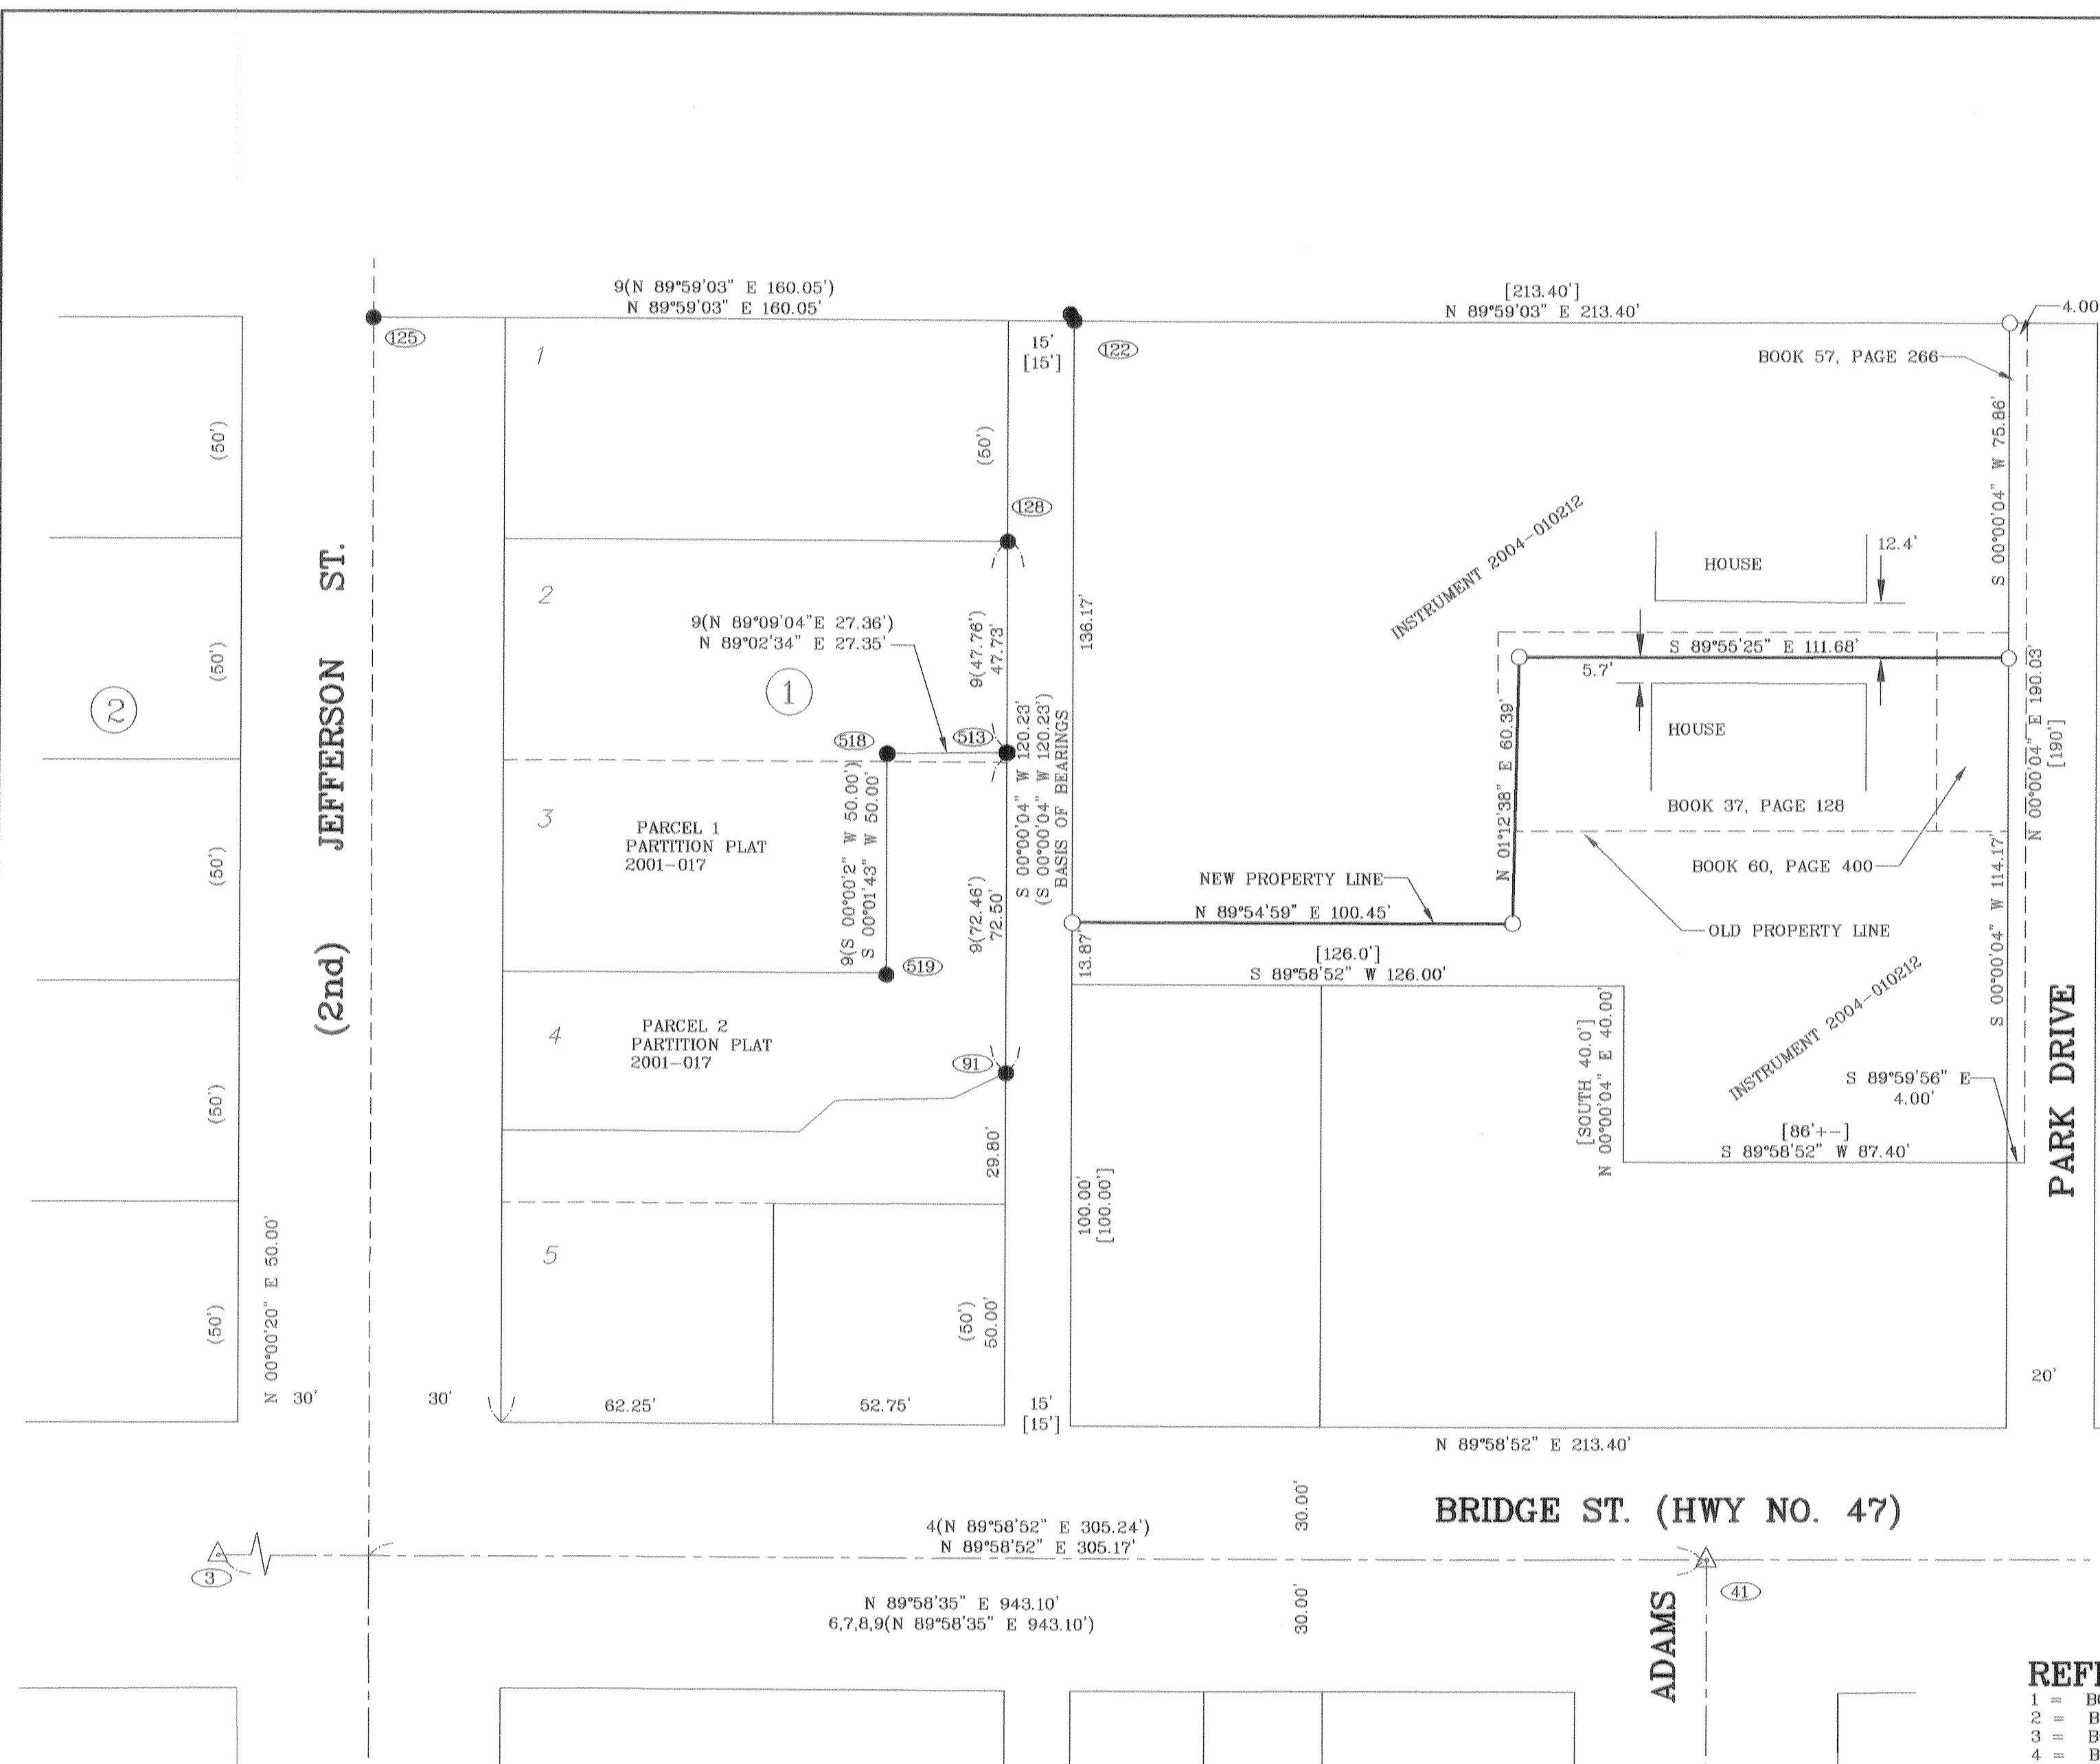 9(N 89°59'03" E 160.05')
N 89°59'03" E 160.05'
[213.40']
N 89°59'03" E 213.40'
4.00
125
1
15'
[15']
122
BOOK 57, PAGE 266
(50')
(50')
S 00°00'04" W 75.86'
128
INSTRUMENT 2004-010212
12.4'
HOUSE
JEFFERSON ST.
(2nd)
2
9(N 89°09'04"E 27.36')
N 89°02'34" E 27.35'
9(47.76')
47.73'
136.17'
S 89°55'25" E 111.68'
5.7'
(50')
2
1
518
513
S 00°00'04" W 120.23'
(S 00°00'04" W 120.23')
BASIS OF BEARINGS
N 01°12'38" E 60.39'
HOUSE
N 00°00'04" E 190.03'
[190']
3
PARCEL 1
PARTITION PLAT
2001-017
9(S 00°00'2" W 50.00')
S 00°01'43" W 50.00'
BOOK 37, PAGE 128
(50')
BOOK 60, PAGE 400
9(72.46')
72.50'
NEW PROPERTY LINE
N 89°54'59" E 100.45'
OLD PROPERTY LINE
13.87'
[126.0']
S 89°58'52" W 126.00'
519
S 00°00'04" W 114.17'
INSTRUMENT 2004-010212
4
PARCEL 2
PARTITION PLAT
2001-017
91
[SOUTH 40.0']
N 00°00'04" E 40.00'
S 89°59'56" E
4.00'
PARK DRIVE
(50')
[86'+-]
S 89°58'52" W 87.40'
29.80'
100.00'
[100.00']
5
N 00°00'20" E 50.00'
(50')
(50')
50.00'
30'
30'
62.25'
52.75'
15'
[15']
20'
N 89°58'52" E 213.40'
BRIDGE ST. (HWY NO. 47)
30.00'
4(N 89°58'52" E 305.24')
N 89°58'52" E 305.17'
3
41
N 89°58'35" E 943.10'
6,7,8,9(N 89°58'35" E 943.10')
30.00'
ADAMS
REF
1 = B
2 = B
3 =
4 =